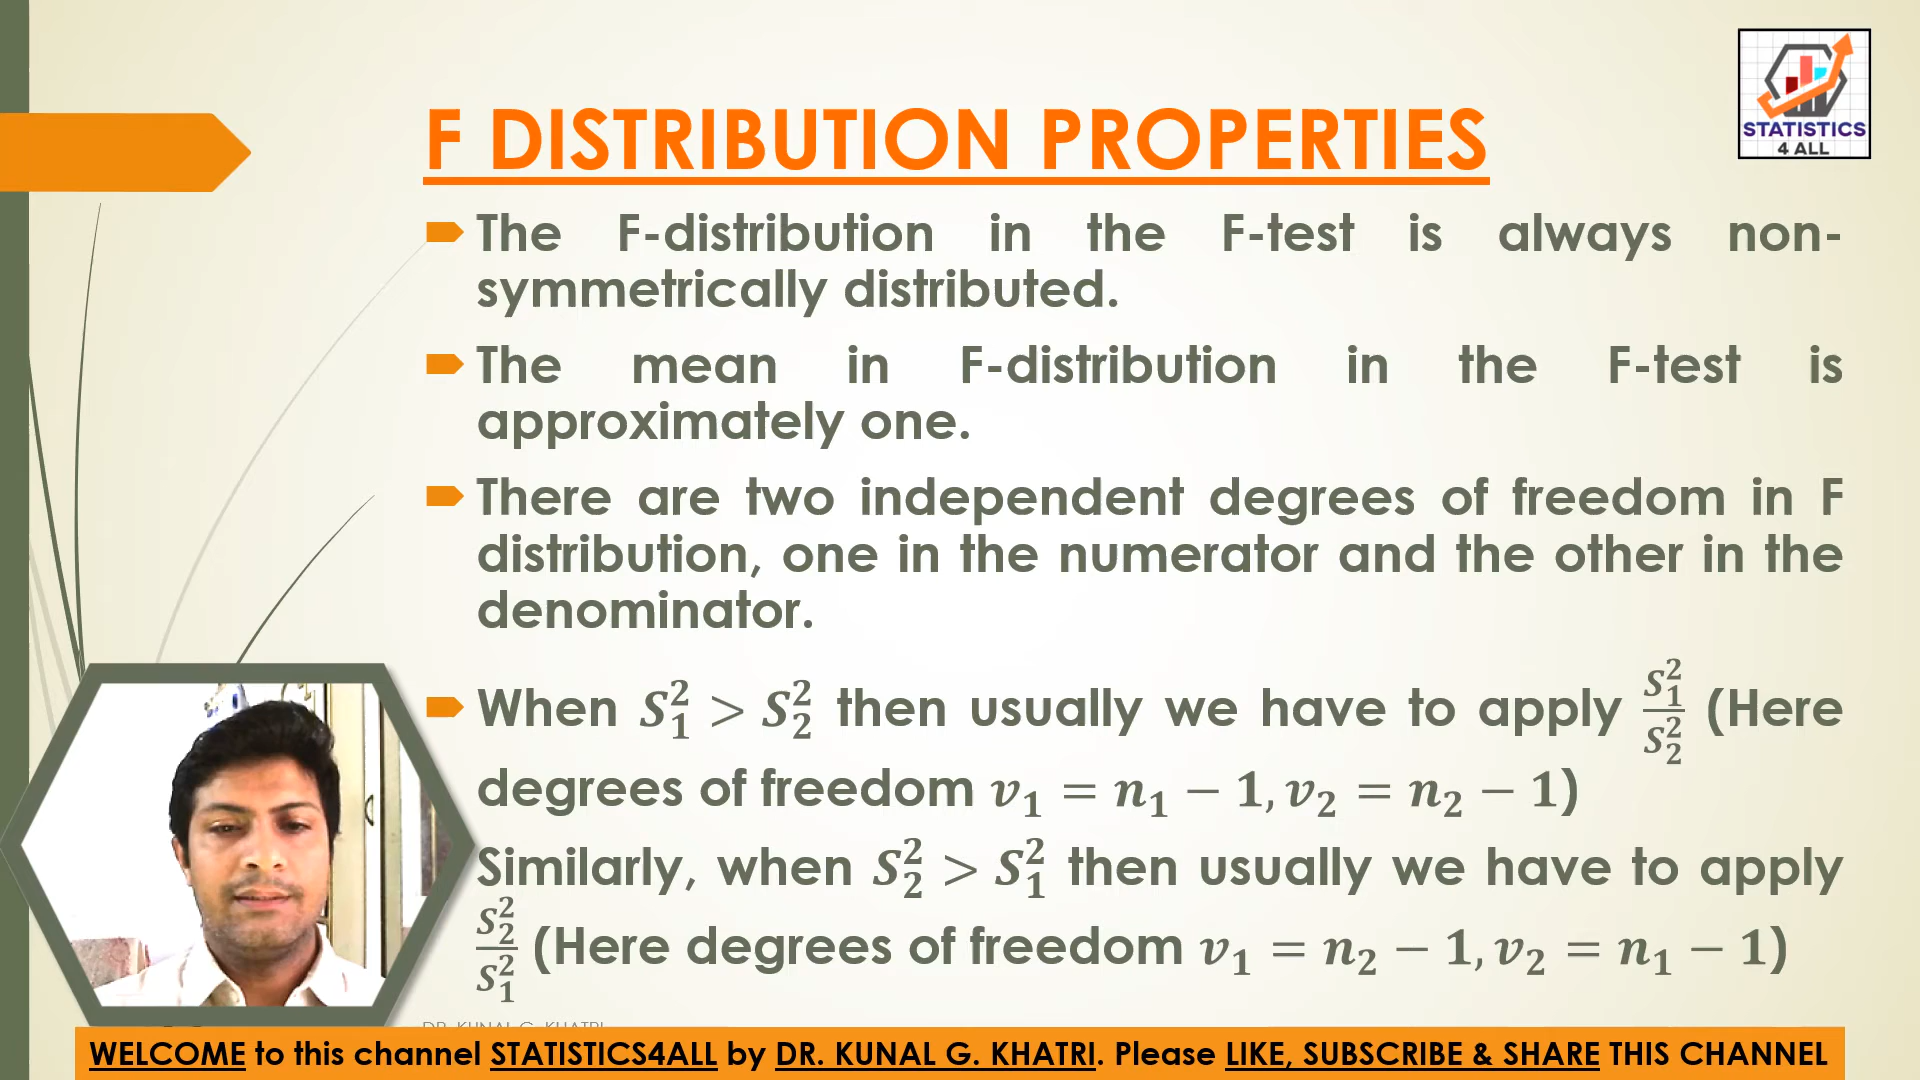 STATISTICS
4 ALL
F DISTRIBUTION PROPERTIES
The F-distribution in the F-test is always non-
symmetrically distributed.
The mean in F-distribution in the F-test is
approximately one.
There are two independent degrees of freedom in F
distribution, one in the numerator and the other in the
denominator.
When S₁² > S₂² then usually we have to apply S₁²/S₂² (Here
degrees of freedom v₁ = n₁ − 1, v₂ = n₂ − 1)
Similarly, when S₂² > S₁² then usually we have to apply
S₂²/S₁² (Here degrees of freedom v₁ = n₂ − 1, v₂ = n₁ − 1)
DR. KUNAL G. KHATRI
WELCOME to this channel STATISTICS4ALL by DR. KUNAL G. KHATRI. Please LIKE, SUBSCRIBE & SHARE THIS CHANNEL